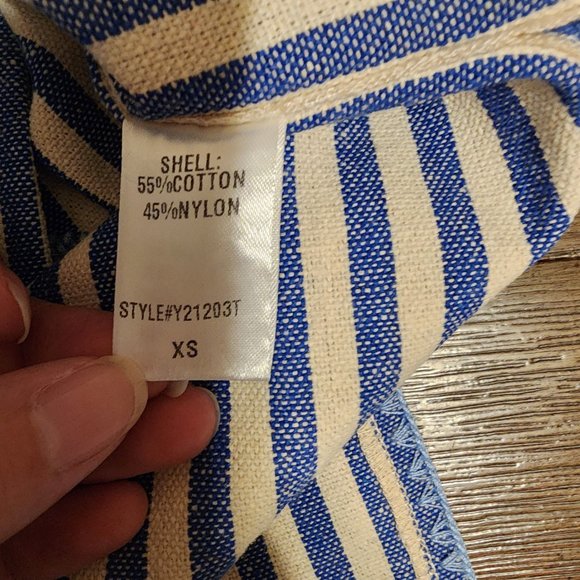 SHELL:
55%COTTON
45%NYLON
STYLE#Y21203T
XS